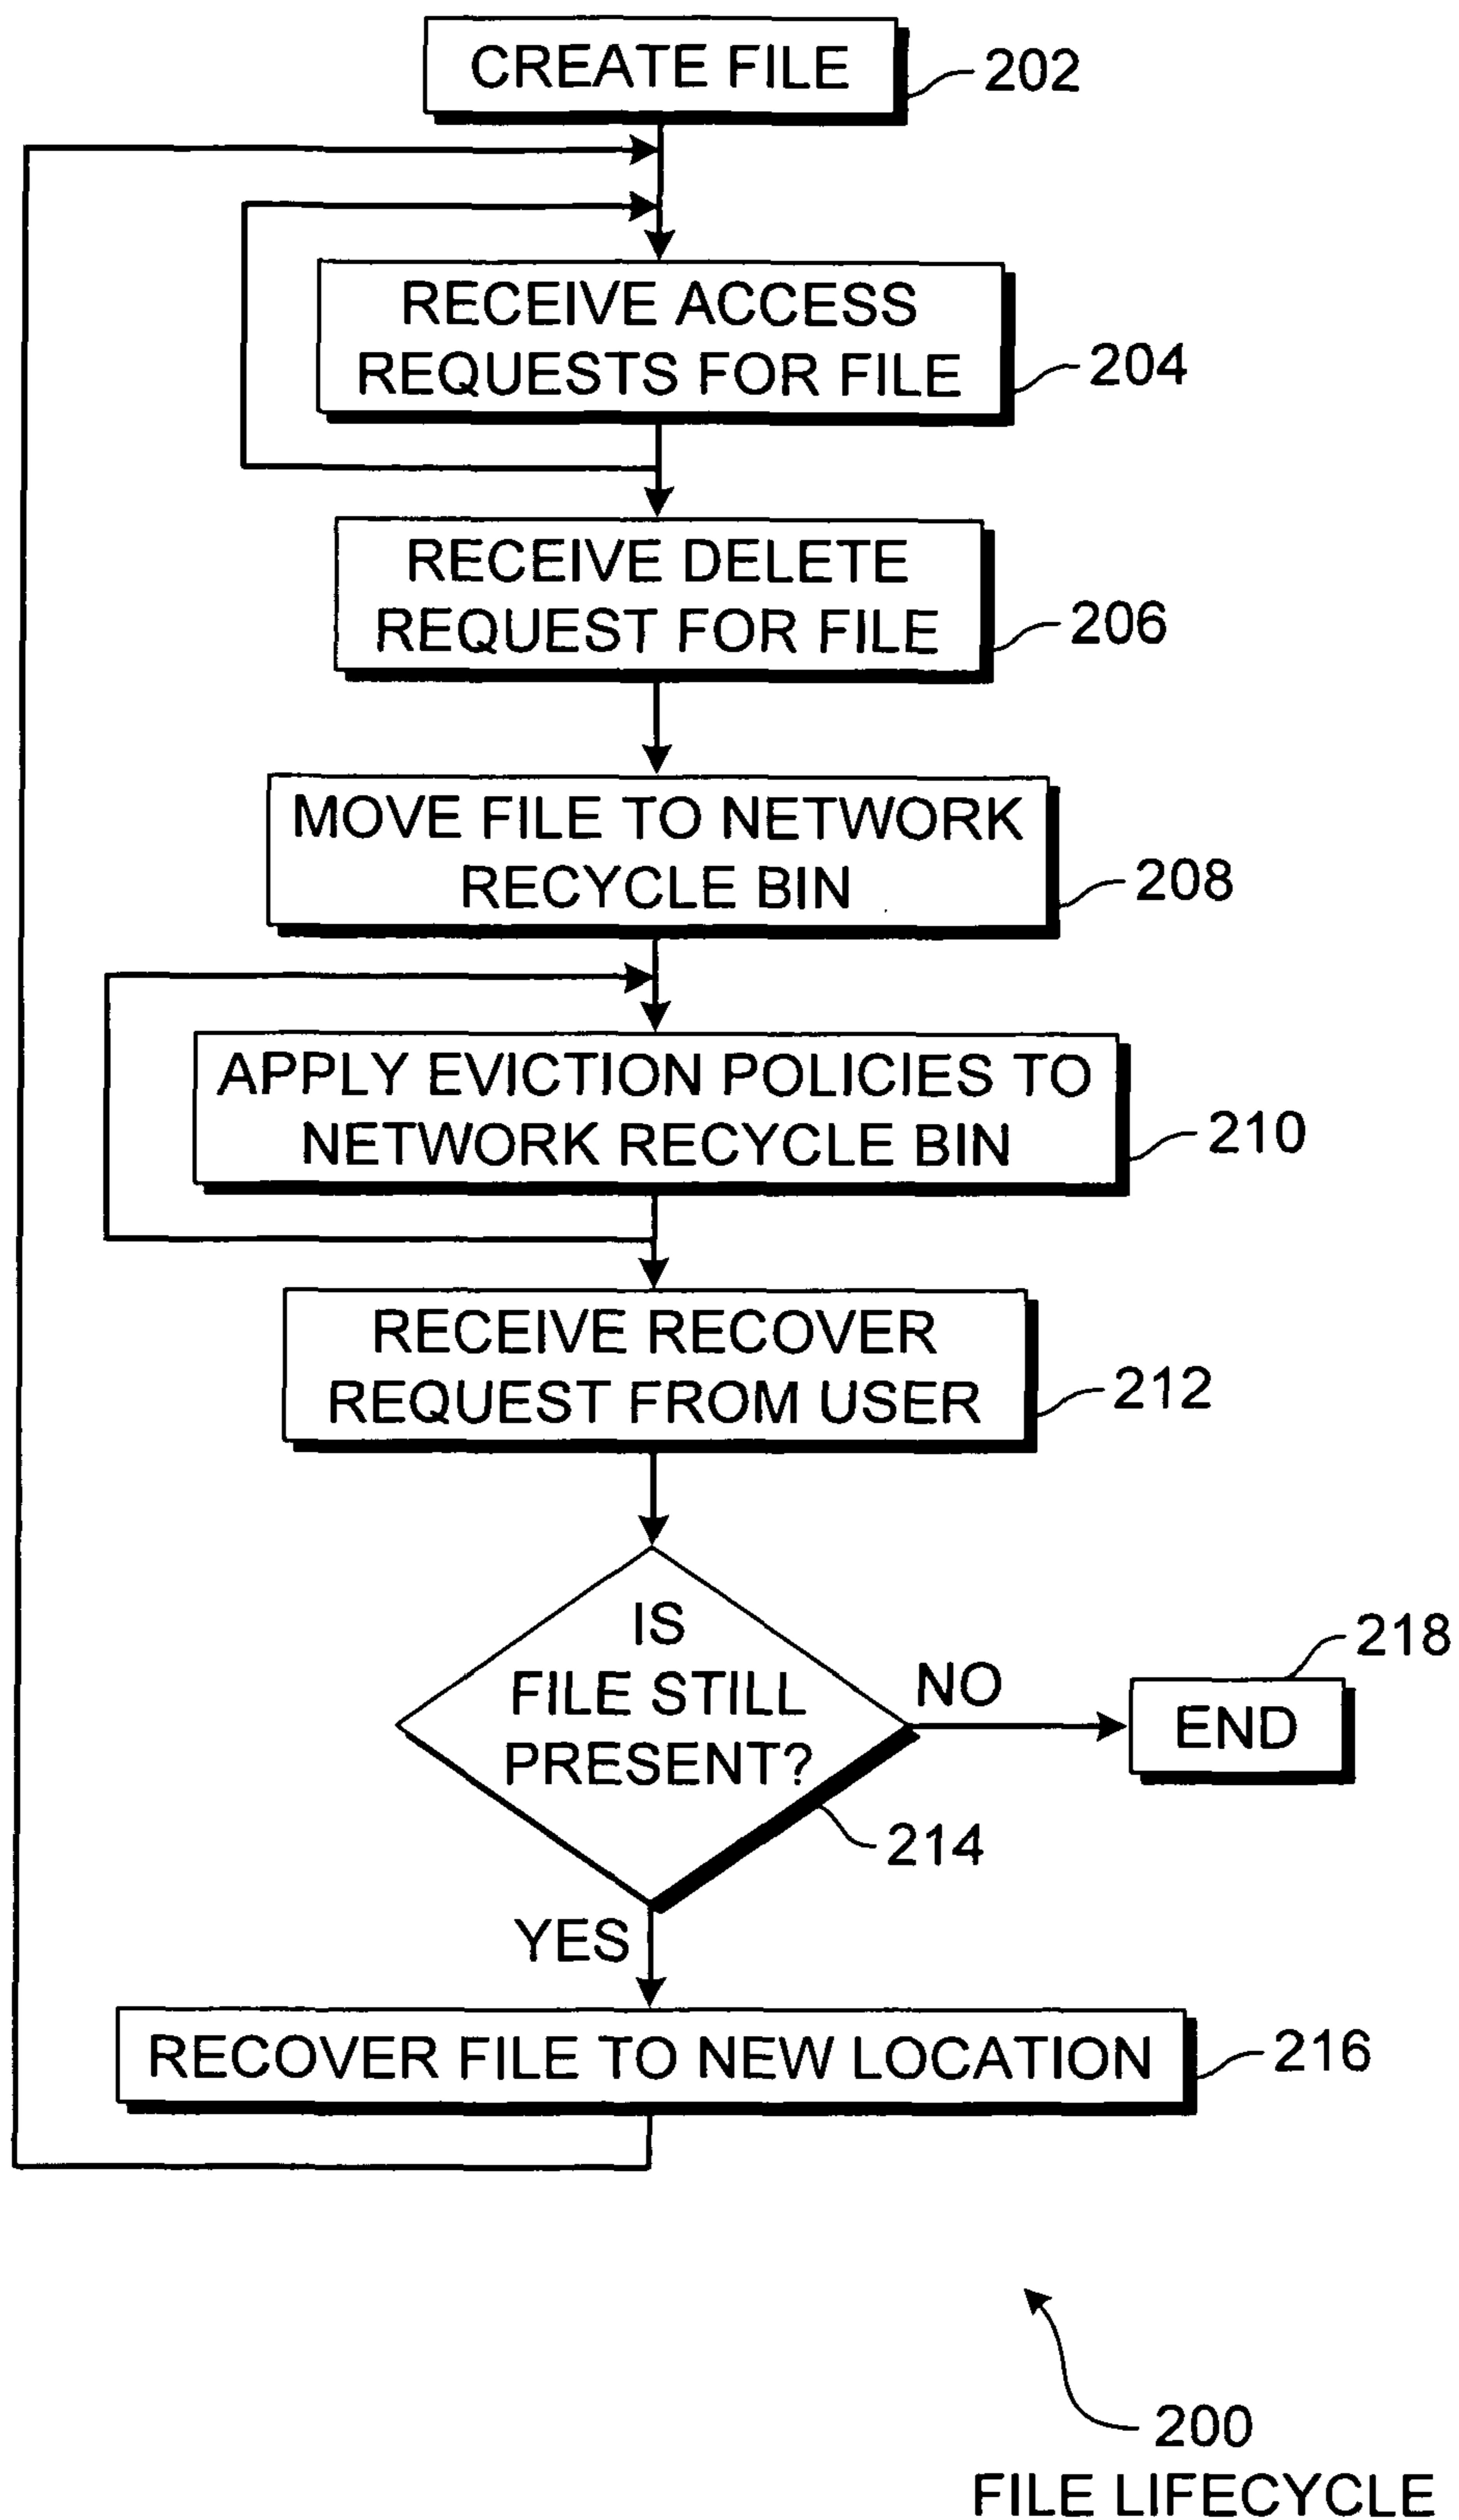 CREATE FILE
202
RECEIVE ACCESS
REQUESTS FOR FILE
204
RECEIVE DELETE
REQUEST FOR FILE
206
MOVE FILE TO NETWORK
RECYCLE BIN
208
APPLY EVICTION POLICIES TO
NETWORK RECYCLE BIN
210
RECEIVE RECOVER
REQUEST FROM USER
212
IS
FILE STILL
PRESENT?
214
NO
218
END
YES
RECOVER FILE TO NEW LOCATION
216
200
FILE LIFECYCLE